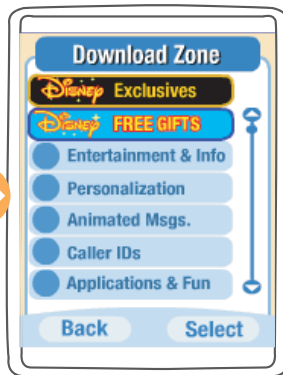 Download Zone
Disney Exclusives
Disney FREE GIFTS
Entertainment & Info
Personalization
Animated Msgs.
Caller IDs
Applications & Fun
Back Select